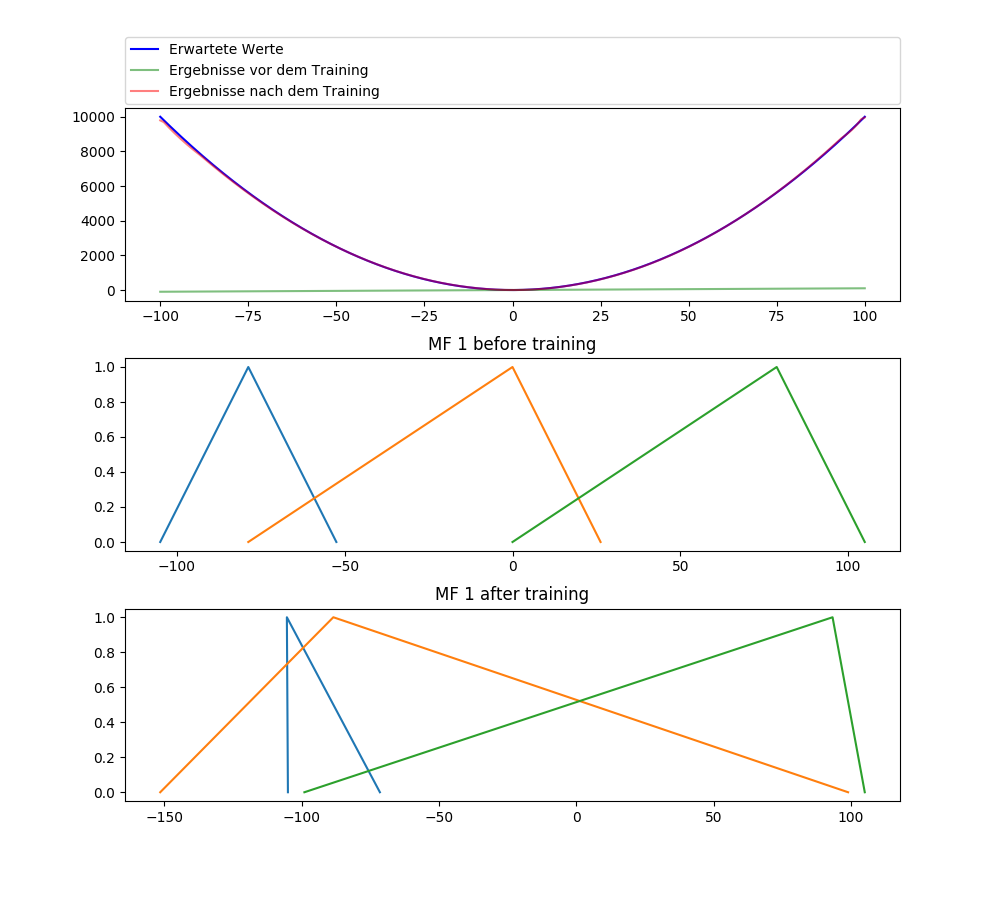 Erwartete Werte
Ergebnisse vor dem Training
Ergebnisse nach dem Training
10000
8000
6000
4000
2000
0
−100 −75 −50 −25 0 25 50 75 100
MF 1 before training
1.0
0.8
0.6
0.4
0.2
0.0
−100 −50 0 50 100
MF 1 after training
1.0
0.8
0.6
0.4
0.2
0.0
−150 −100 −50 0 50 100